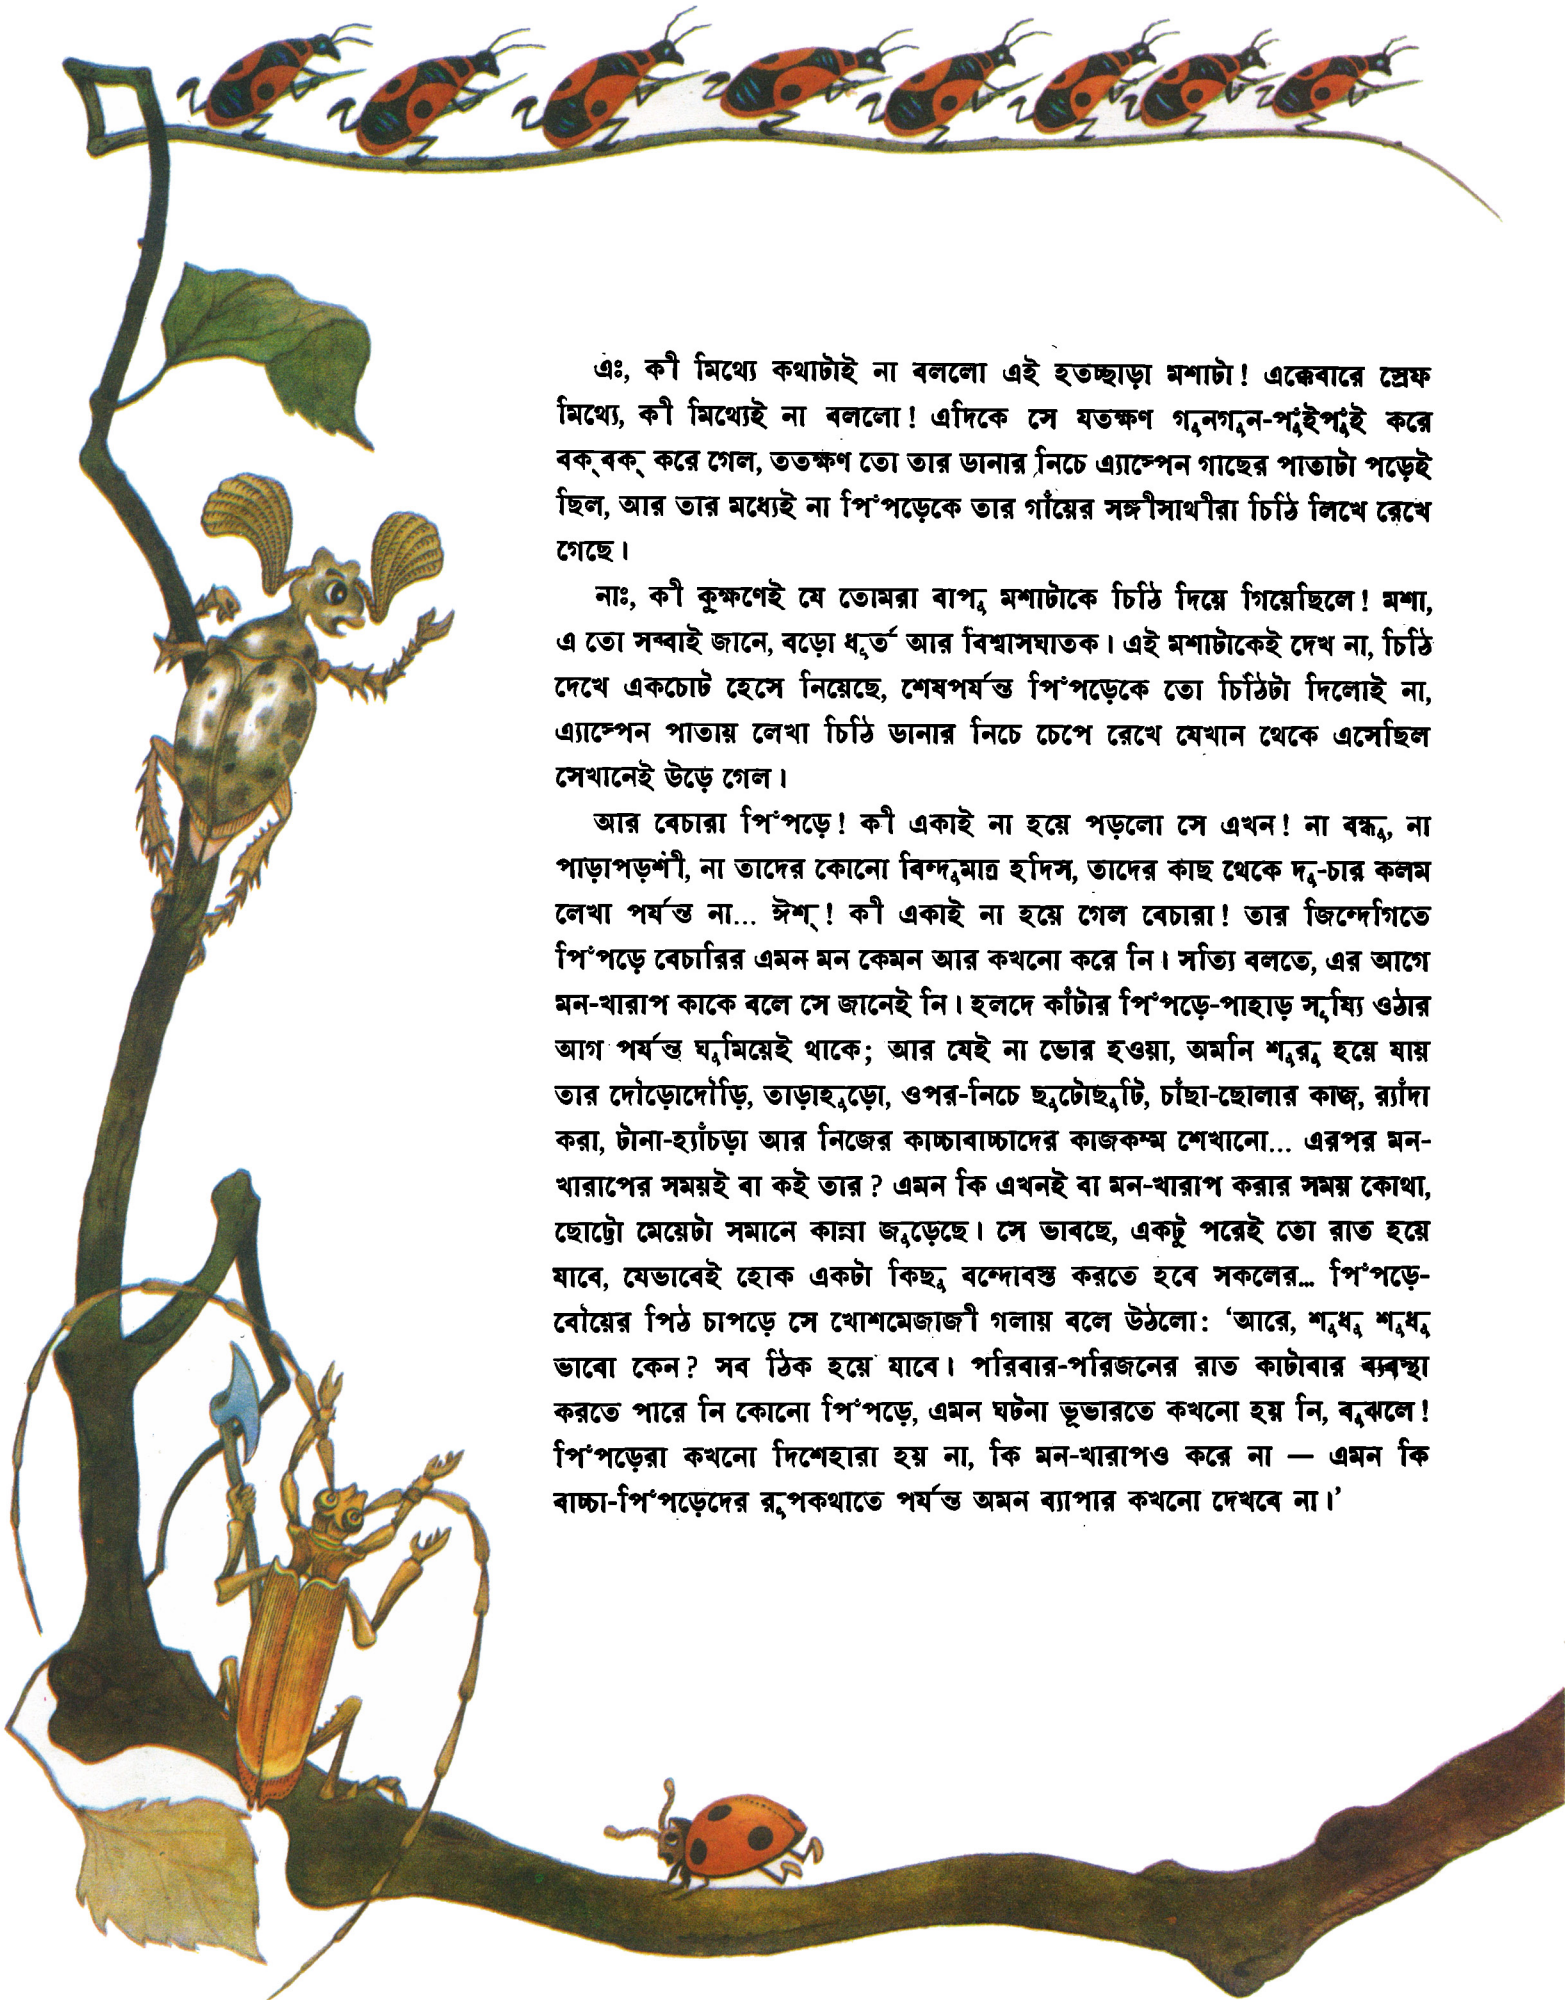 এঃ, কী মিথ্যে কথাটাই না বললো এই হতচ্ছাড়া মশাটা! এক্কেবারে স্রেফ
মিথ্যে, কী মিথ্যেই না বললো! এদিকে সে যতক্ষণ গুনগুন-পুঁইপুঁই করে
বক্‌বক্‌ করে গেল, ততক্ষণ তো তার ডানার নিচে এ্যাস্পেন গাছের পাতাটা পড়েই
ছিল, আর তার মধ্যেই না পিঁপড়েকে তার গাঁয়ের সঙ্গীসাথীরা চিঠি লিখে রেখে
গেছে।
নাঃ, কী কুক্ষণেই যে তোমরা বাপু মশাটাকে চিঠি দিয়ে গিয়েছিলে! মশা,
এ তো সব্বাই জানে, বড়ো ধূর্ত আর বিশ্বাসঘাতক। এই মশাটাকেই দেখ না, চিঠি
দেখে একচোট হেসে নিয়েছে, শেষপর্যন্ত পিঁপড়েকে তো চিঠিটা দিলোই না,
এ্যাস্পেন পাতায় লেখা চিঠি ডানার নিচে চেপে রেখে যেখান থেকে এসেছিল
সেখানেই উড়ে গেল।
আর বেচারা পিঁপড়ে! কী একাই না হয়ে পড়লো সে এখন! না বন্ধু, না
পাড়াপড়শী, না তাদের কোনো বিন্দুমাত্র হদিস, তাদের কাছ থেকে দু-চার কলম
লেখা পর্যন্ত না... ঈশ্‌! কী একাই না হয়ে গেল বেচারা! তার জিন্দেগিতে
পিঁপড়ে বেচারির এমন মন কেমন আর কখনো করে নি। সত্যি বলতে, এর আগে
মন-খারাপ কাকে বলে সে জানেই নি। হলদে কাঁটার পিঁপড়ে-পাহাড় সূয্যি ওঠার
আগ পর্যন্ত ঘুমিয়েই থাকে; আর যেই না ভোর হওয়া, অমনি শুরু হয়ে যায়
তার দৌড়োদৌড়ি, তাড়াহুড়ো, ওপর-নিচে ছুটোছুটি, চাঁছা-ছোলার কাজ, র‍্যাঁদা
করা, টানা-হ্যাঁচড়া আর নিজের কাচ্চাবাচ্চাদের কাজকম্ম শেখানো... এরপর মন-
খারাপের সময়ই বা কই তার? এমন কি এখনই বা মন-খারাপ করার সময় কোথা,
ছোট্টো মেয়েটা সমানে কান্না জুড়েছে। সে ভাবছে, একটু পরেই তো রাত হয়ে
যাবে, যেভাবেই হোক একটা কিছু বন্দোবস্ত করতে হবে সকলের... পিঁপড়ে-
বৌয়ের পিঠ চাপড়ে সে খোশমেজাজী গলায় বলে উঠলো: ‘আরে, শুধু শুধু
ভাবো কেন? সব ঠিক হয়ে যাবে। পরিবার-পরিজনের রাত কাটাবার ব্যবস্থা
করতে পারে নি কোনো পিঁপড়ে, এমন ঘটনা ভূভারতে কখনো হয় নি, বুঝলে!
পিঁপড়েরা কখনো দিশেহারা হয় না, কি মন-খারাপও করে না — এমন কি
বাচ্চা-পিঁপড়েদের রূপকথাতে পর্যন্ত অমন ব্যাপার কখনো দেখবে না।’